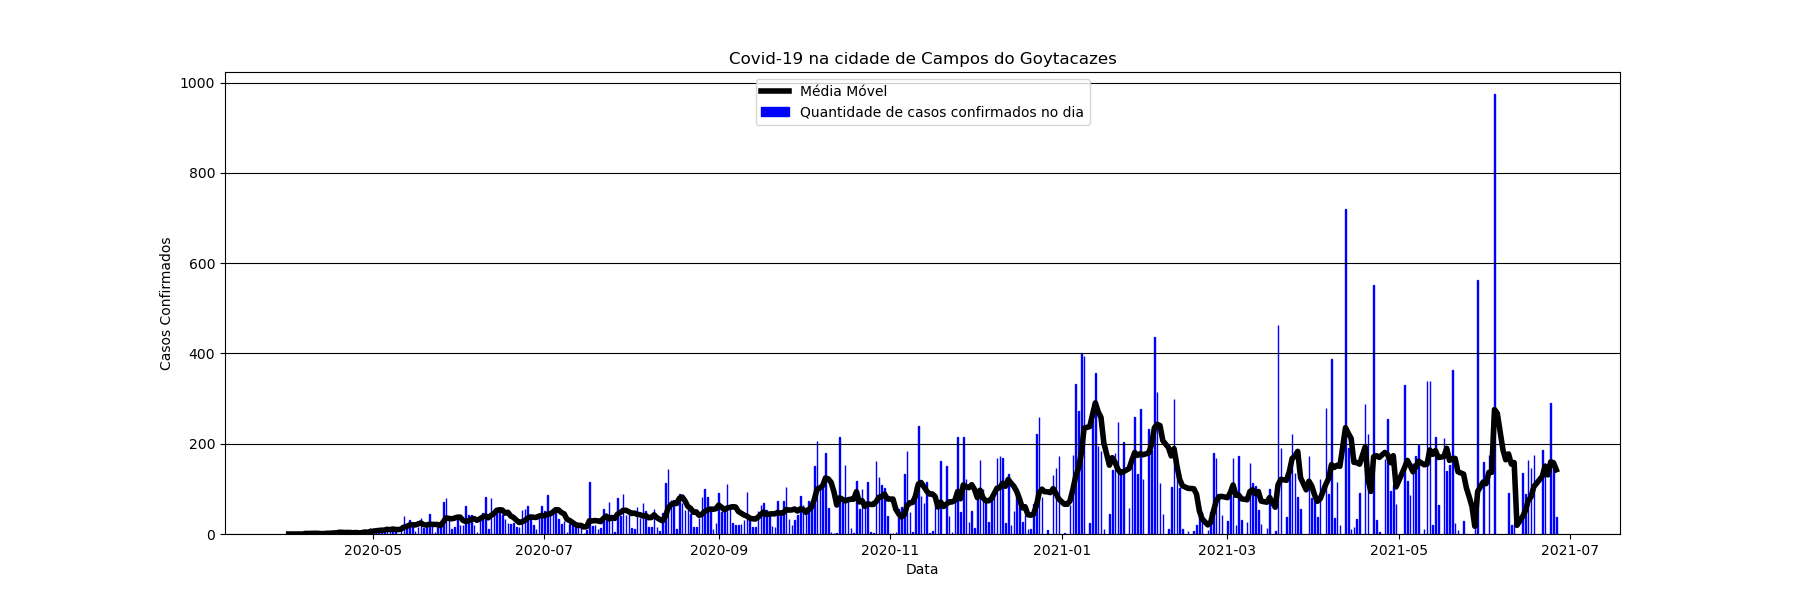 Covid-19 na cidade de Campos do Goytacazes
Média Móvel
Quantidade de casos confirmados no dia
Casos Confirmados
1000
800
600
400
200
0
2020-05 2020-07 2020-09 2020-11 2021-01 2021-03 2021-05 2021-07
Data